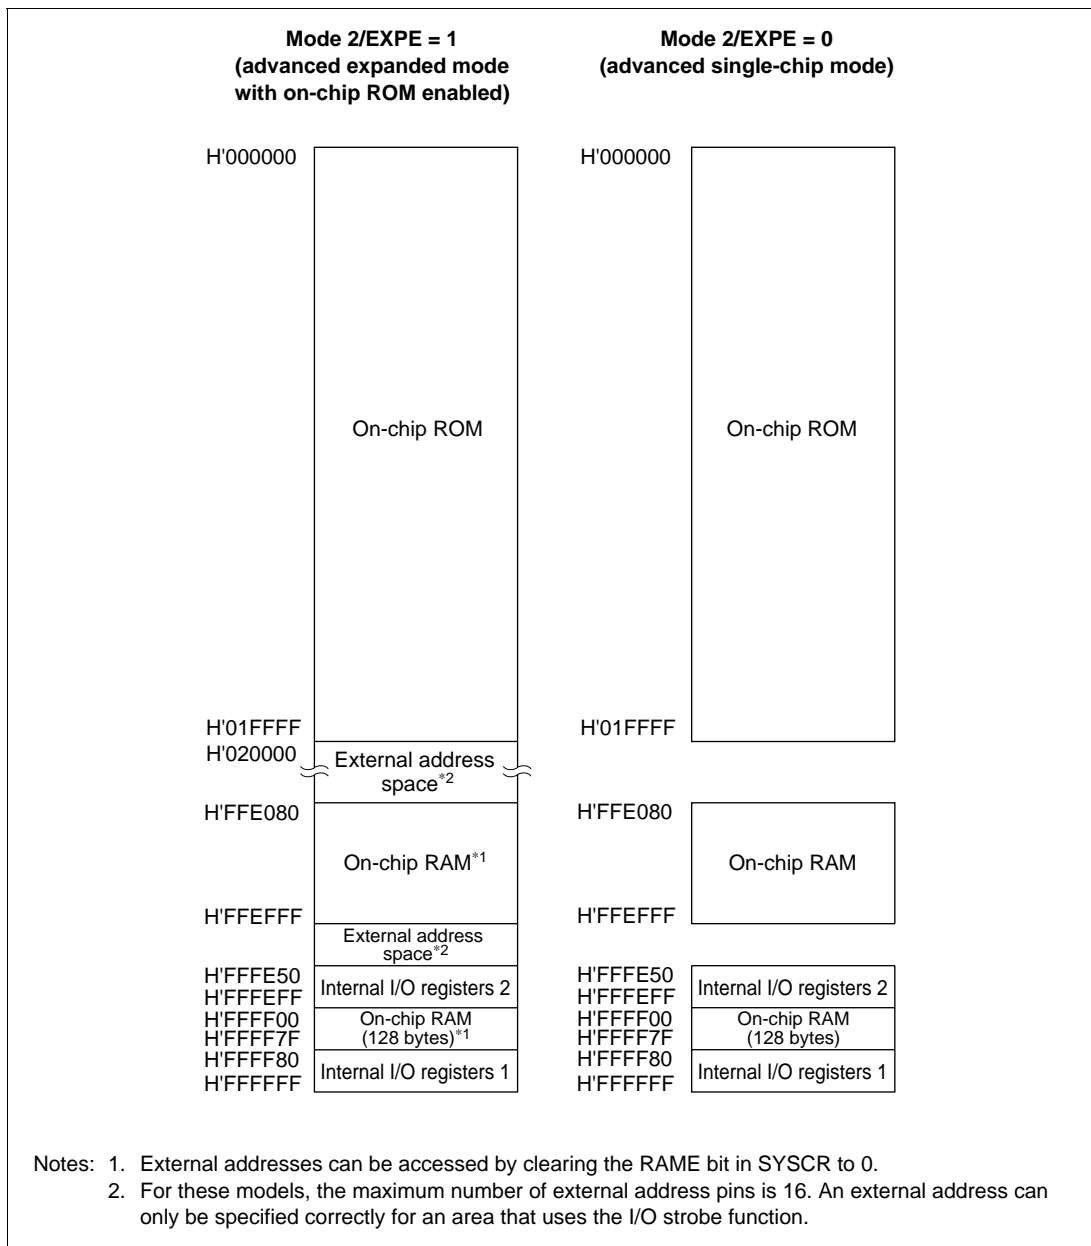 Mode 2/EXPE = 1
(advanced expanded mode
with on-chip ROM enabled)
Mode 2/EXPE = 0
(advanced single-chip mode)
H'000000
On-chip ROM
H'01FFFF
H'020000
External address
space*2
H'FFE080
On-chip RAM*1
H'FFEFFF
External address
space*2
H'FFFE50
Internal I/O registers 2
H'FFFEFF
H'FFFF00
On-chip RAM
(128 bytes)*1
H'FFFF7F
H'FFFF80
Internal I/O registers 1
H'FFFFFF
H'000000
On-chip ROM
H'01FFFF
H'FFE080
On-chip RAM
H'FFEFFF
H'FFFE50
Internal I/O registers 2
H'FFFEFF
H'FFFF00
On-chip RAM
(128 bytes)
H'FFFF7F
H'FFFF80
Internal I/O registers 1
H'FFFFFF
Notes: 1. External addresses can be accessed by clearing the RAME bit in SYSCR to 0.
2. For these models, the maximum number of external address pins is 16. An external address can
only be specified correctly for an area that uses the I/O strobe function.